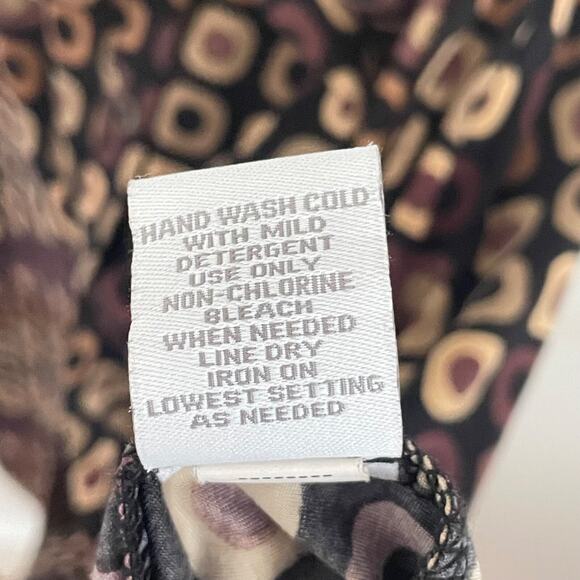 HAND WASH COLD
WITH MILD
DETERGENT
USE ONLY
NON-CHLORINE
BLEACH
WHEN NEEDED
LINE DRY
IRON ON
LOWEST SETTING
AS NEEDED